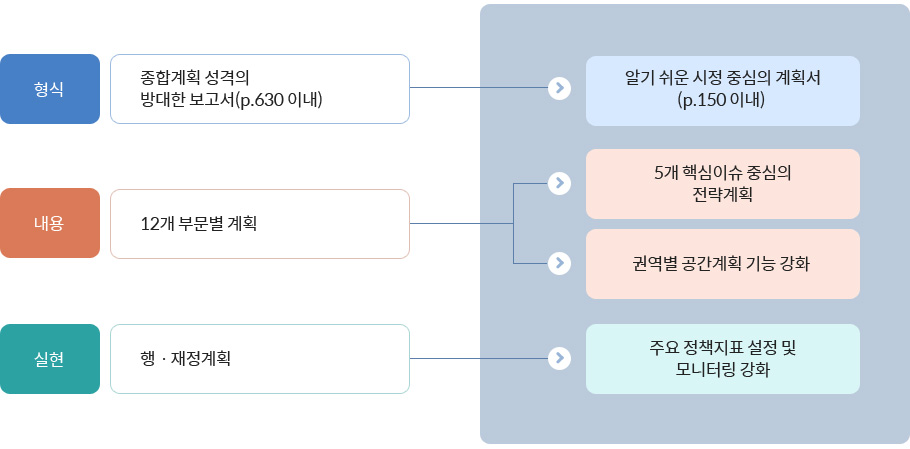 형식
종합계획 성격의
방대한 보고서(p.630 이내)
알기 쉬운 시정 중심의 계획서
(p.150 이내)
내용
12개 부문별 계획
5개 핵심이슈 중심의
전략계획
권역별 공간계획 기능 강화
실현
행 · 재정계획
주요 정책지표 설정 및
모니터링 강화